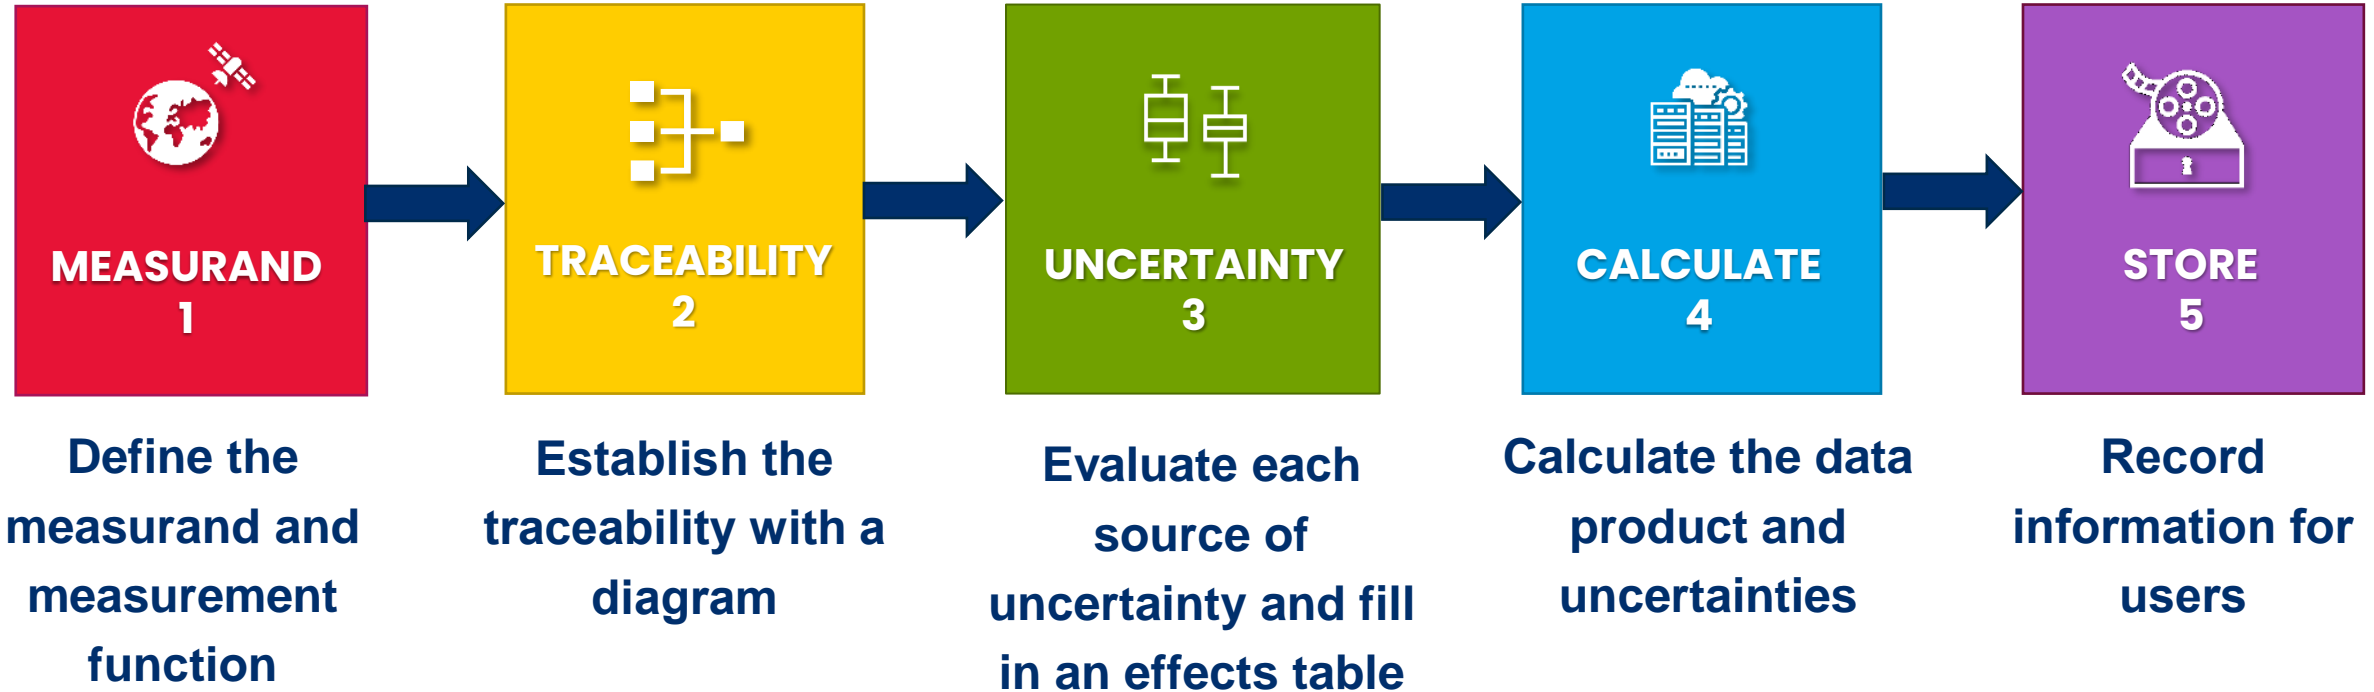 MEASURAND
1
Define the
measurand and
measurement
function
TRACEABILITY
2
Establish the
traceability with a
diagram
UNCERTAINTY
3
Evaluate each
source of
uncertainty and fill
in an effects table
CALCULATE
4
Calculate the data
product and
uncertainties
STORE
5
Record
information for
users